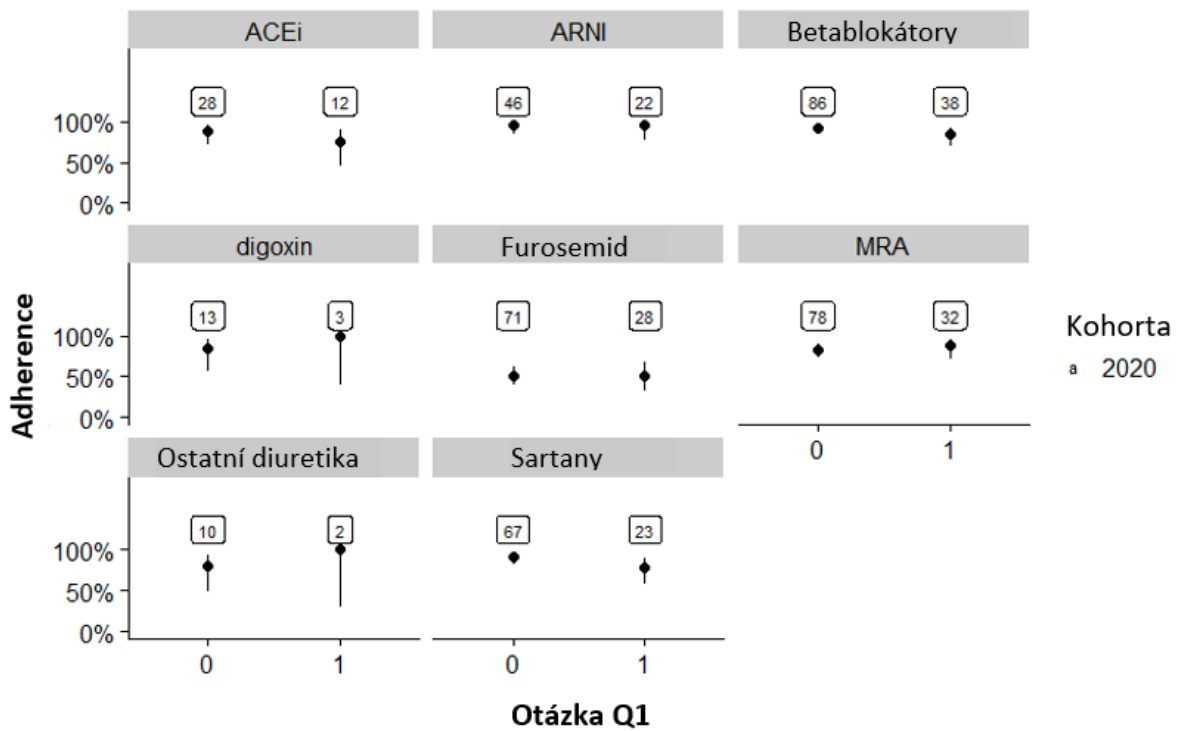 ACEi ARNI Betablokátory
28 12 46 22 86 38
100%
50%
0%
digoxin Furosemid MRA
13 3 71 28 78 32
100%
50%
0%
0 1
Ostatní diuretika Sartany
10 2 67 23
100%
50%
0%
0 1 0 1
Adherence
Otázka Q1
Kohorta
a 2020